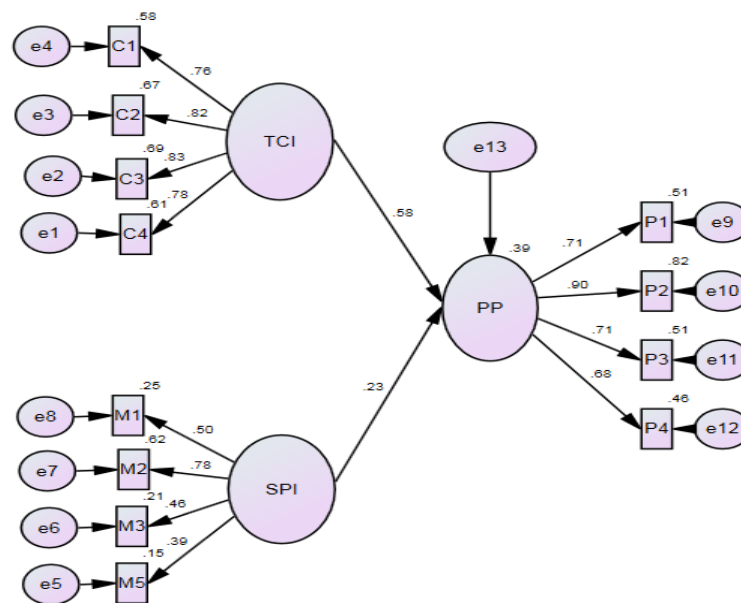 .58
e4
C1
.76
.67
e3
C2
.82
TCI
e13
.69
.83
e2
C3
.61
.78
e1
C4
.58
.39
.51
P1
e9
.71
.82
P2
e10
.90
PP
.51
.71
P3
e11
.68
.46
P4
e12
.23
.25
e8
M1
.50
.62
e7
M2
.78
SPI
.21
.46
e6
M3
.15
.39
e5
M5